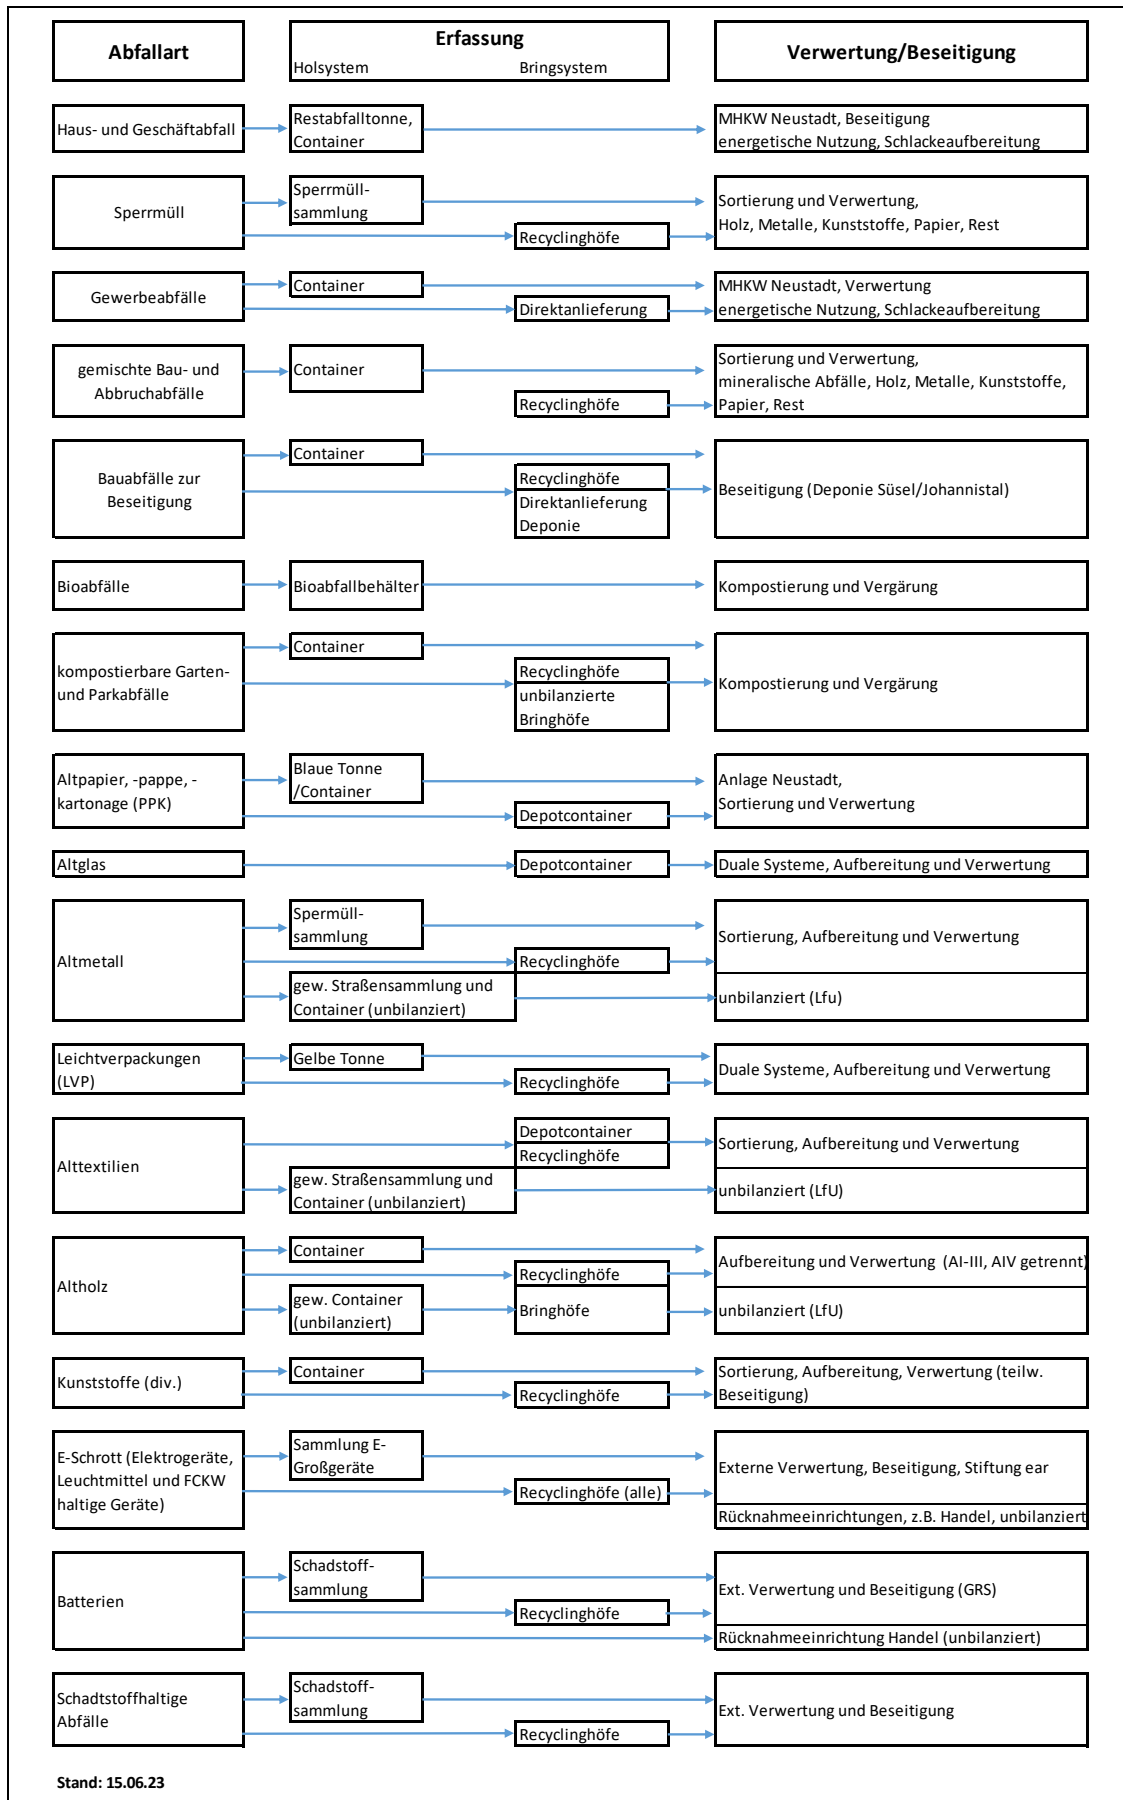 Abfallart
Erfassung
Holsystem
Bringsystem
Verwertung/Beseitigung
Haus- und Geschäftabfall
Restabfalltonne,
Container
MHKW Neustadt, Beseitigung
energetische Nutzung, Schlackeaufbereitung
Sperrmüll
Sperrmüll-
sammlung
Recyclinghöfe
Sortierung und Verwertung,
Holz, Metalle, Kunststoffe, Papier, Rest
Gewerbeabfälle
Container
Direktanlieferung
MHKW Neustadt, Verwertung
energetische Nutzung, Schlackeaufbereitung
gemischte Bau- und
Abbruchabfälle
Container
Recyclinghöfe
Sortierung und Verwertung,
mineralische Abfälle, Holz, Metalle, Kunststoffe,
Papier, Rest
Bauabfälle zur
Beseitigung
Container
Recyclinghöfe
Direktanlieferung
Deponie
Beseitigung (Deponie Süsel/Johannistal)
Bioabfälle
Bioabfallbehälter
Kompostierung und Vergärung
kompostierbare Garten-
und Parkabfälle
Container
Recyclinghöfe
unbilanzierte
Bringhöfe
Kompostierung und Vergärung
Altpapier, -pappe, -
kartonage (PPK)
Blaue Tonne
/Container
Depotcontainer
Anlage Neustadt,
Sortierung und Verwertung
Altglas
Depotcontainer
Duale Systeme, Aufbereitung und Verwertung
Altmetall
Spermüll-
sammlung
Recyclinghöfe
gew. Straßensammlung und
Container (unbilanziert)
Sortierung, Aufbereitung und Verwertung
unbilanziert (Lfu)
Leichtverpackungen
(LVP)
Gelbe Tonne
Recyclinghöfe
Duale Systeme, Aufbereitung und Verwertung
Alttextilien
Depotcontainer
Recyclinghöfe
gew. Straßensammlung und
Container (unbilanziert)
Sortierung, Aufbereitung und Verwertung
unbilanziert (LfU)
Altholz
Container
Recyclinghöfe
gew. Container
(unbilanziert)
Bringhöfe
Aufbereitung und Verwertung (AI-III, AIV getrennt)
unbilanziert (LfU)
Kunststoffe (div.)
Container
Recyclinghöfe
Sortierung, Aufbereitung, Verwertung (teilw.
Beseitigung)
E-Schrott (Elektrogeräte,
Leuchtmittel und FCKW
haltige Geräte)
Sammlung E-
Großgeräte
Recyclinghöfe (alle)
Externe Verwertung, Beseitigung, Stiftung ear
Rücknahmeeinrichtungen, z.B. Handel, unbilanziert
Batterien
Schadstoff-
sammlung
Recyclinghöfe
Ext. Verwertung und Beseitigung (GRS)
Rücknahmeeinrichtung Handel (unbilanziert)
Schadtstoffhaltige
Abfälle
Schadstoff-
sammlung
Recyclinghöfe
Ext. Verwertung und Beseitigung
Stand: 15.06.23